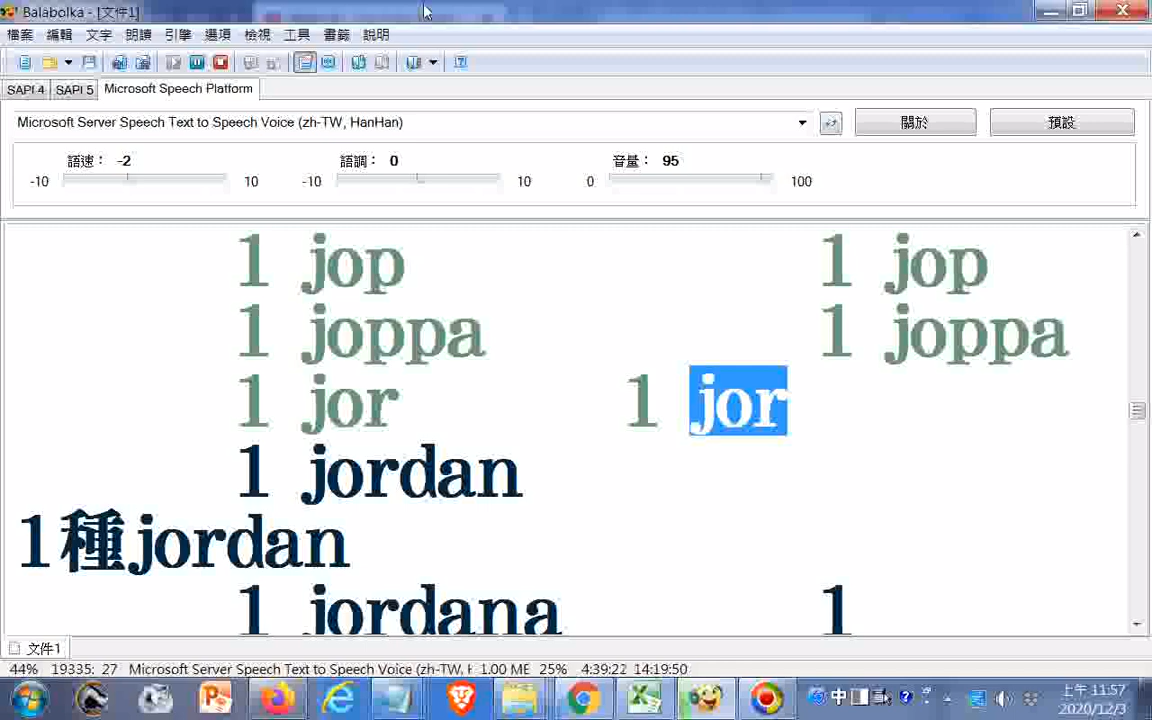 Balabolka - [文件1]
檔案 編輯 文字 朗讀 引擎 選項 檢視 工具 書籤 說明
SAPI 4 SAPI 5 Microsoft Speech Platform
Microsoft Server Speech Text to Speech Voice (zh-TW, HanHan) 關於 預設
語速： -2 語調： 0 音量： 95
-10 10 -10 10 0 100
1 jop 1 jop
1 joppa 1 joppa
1 jor 1 jor
1 jordan
1種jordan
1 jordana 1
文件1
44% 19335: 27 Microsoft Server Speech Text to Speech Voice (zh-TW, H 1.00 ME 25% 4:39:22 14:19:50
中 上午 11:57
2020/12/3